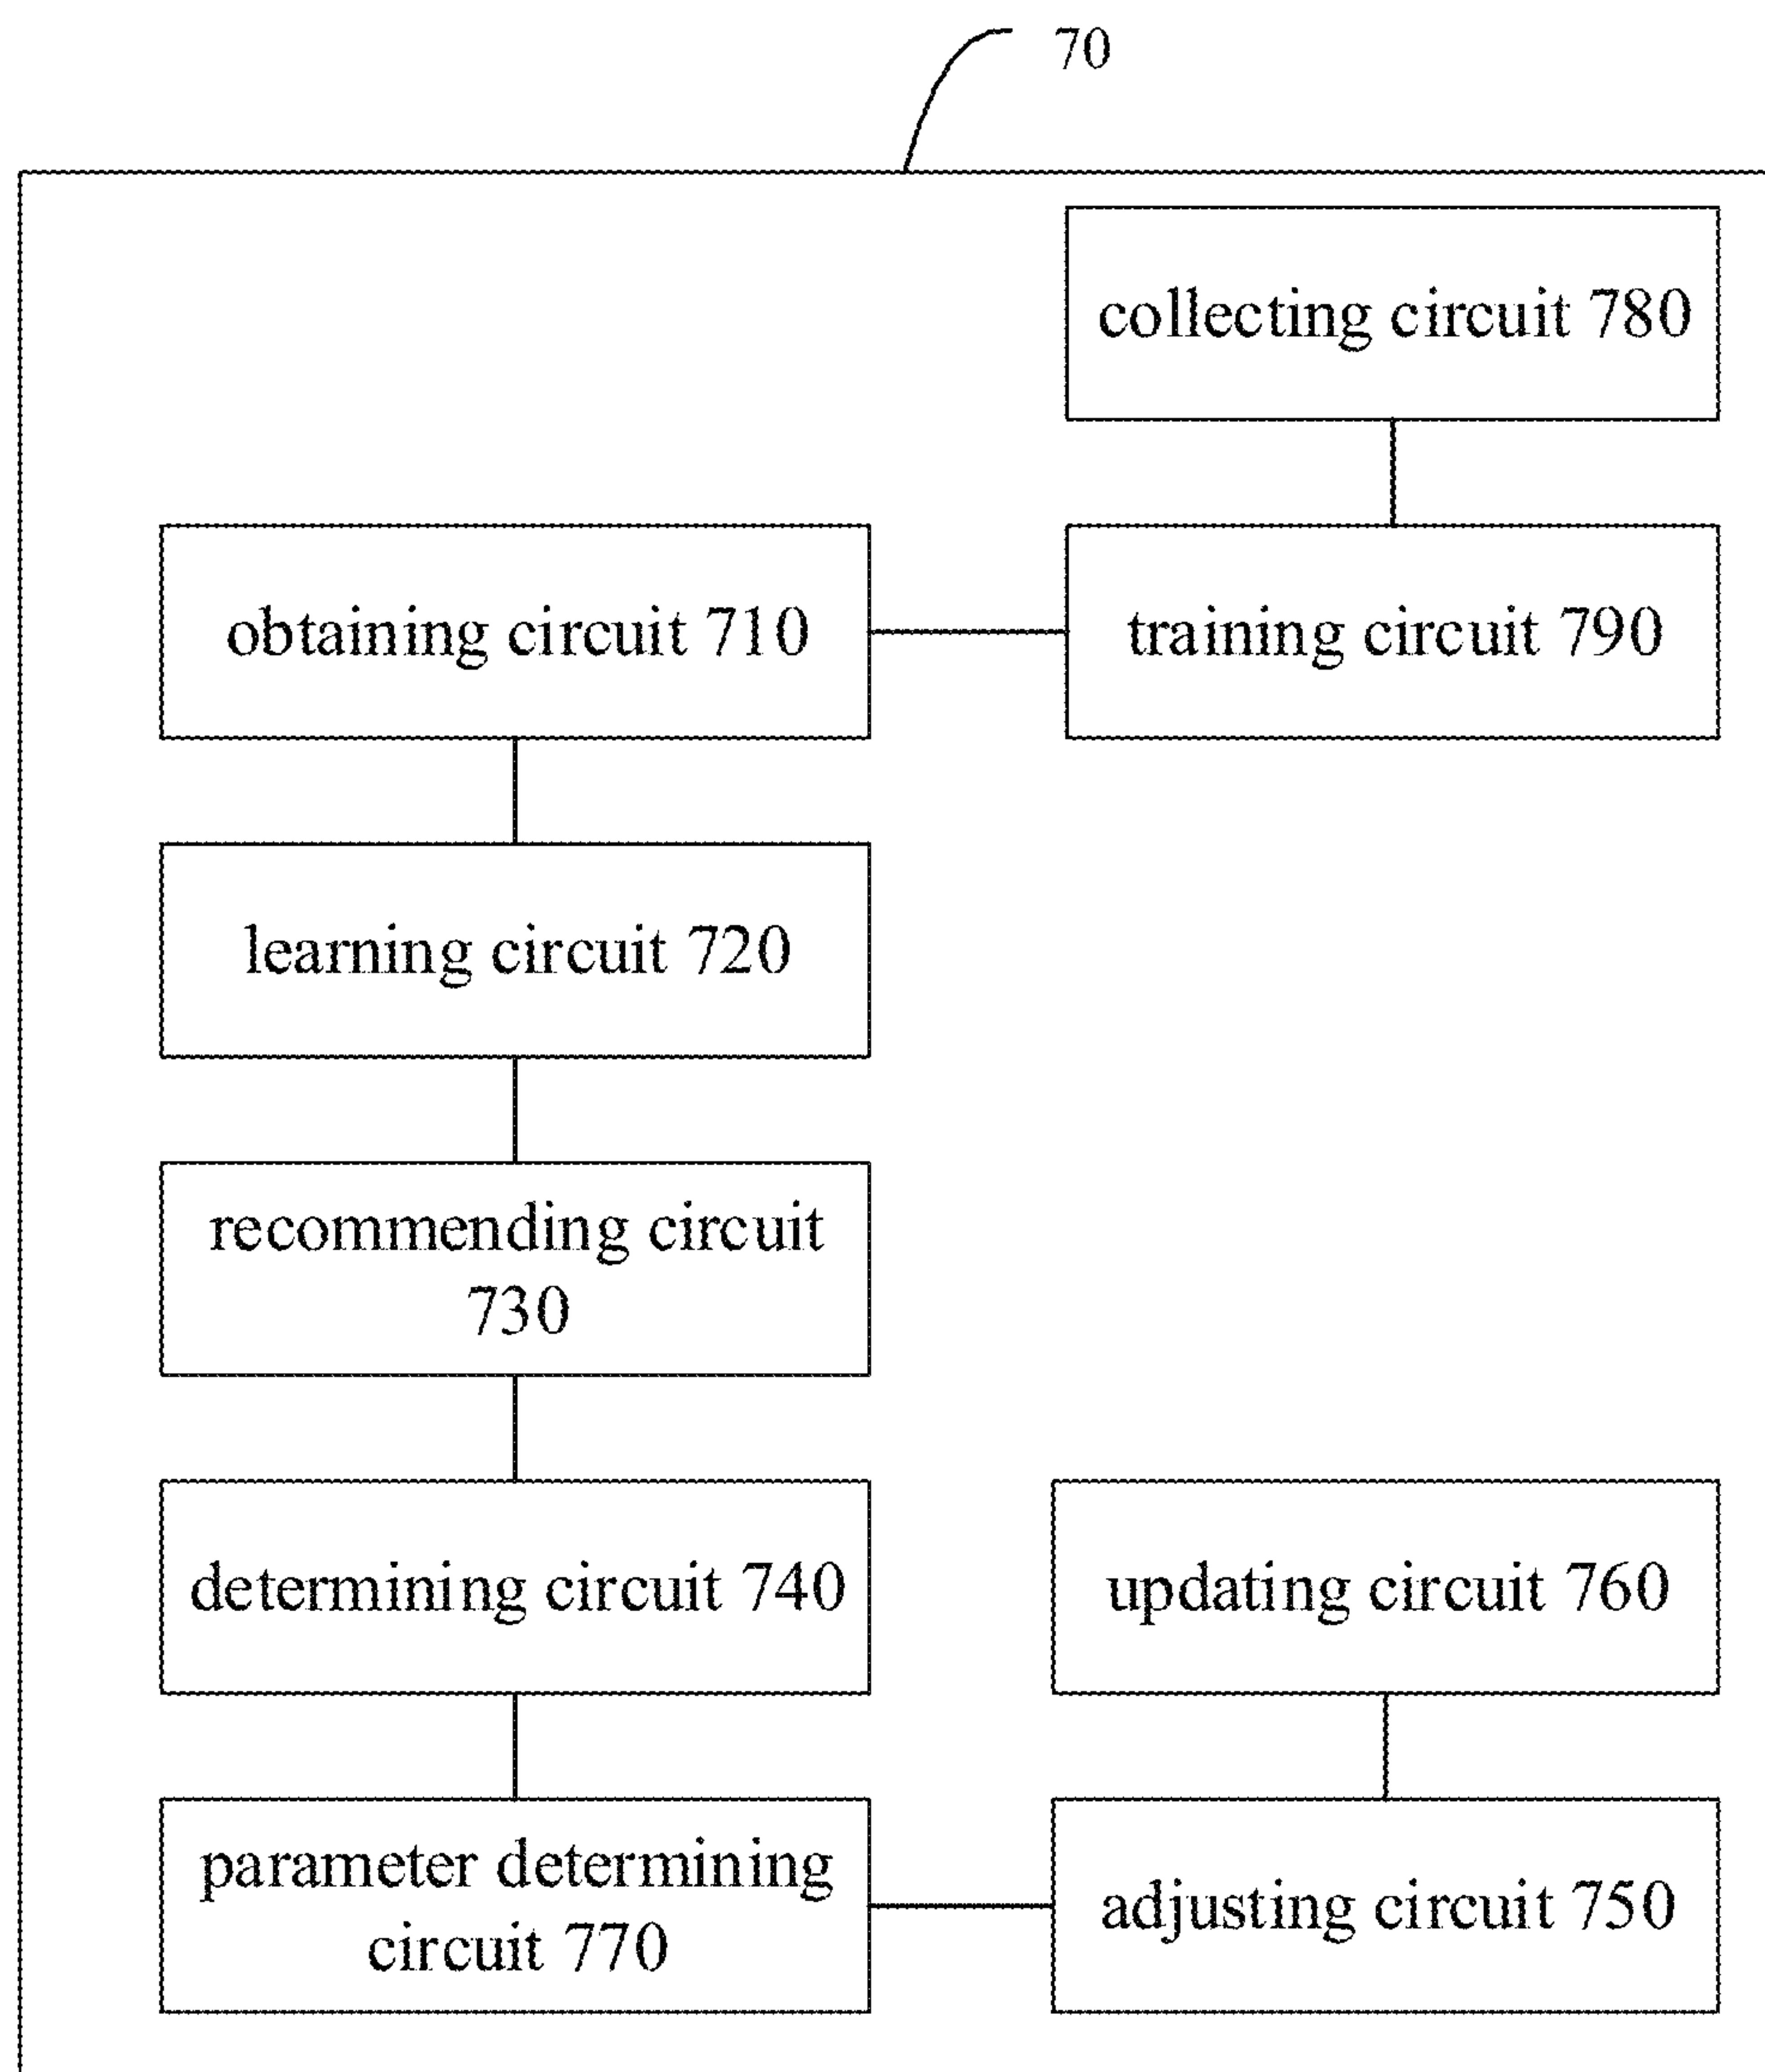 70
collecting circuit 780
obtaining circuit 710
training circuit 790
learning circuit 720
recommending circuit
730
determining circuit 740
updating circuit 760
parameter determining
circuit 770
adjusting circuit 750